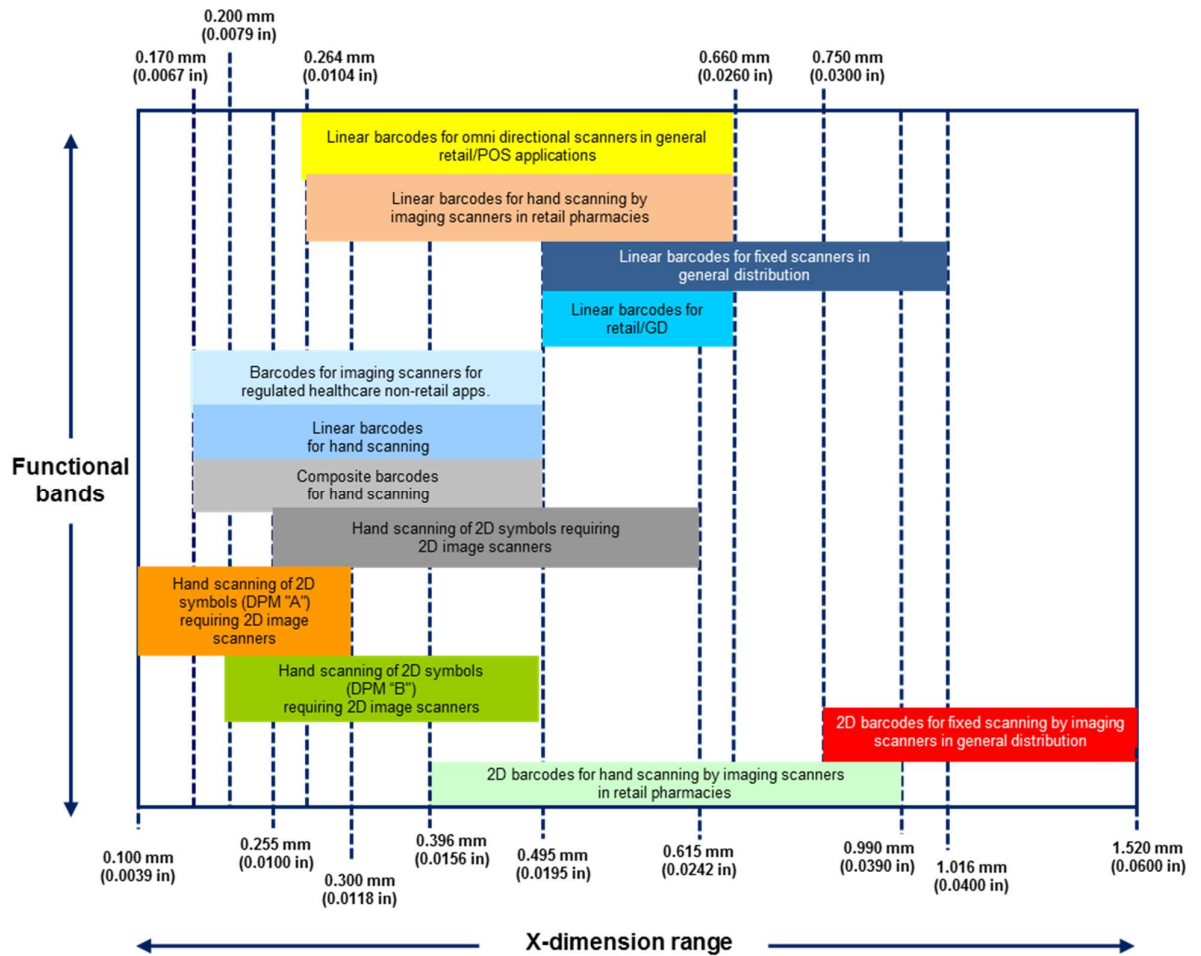 0.200 mm
(0.0079 in)
0.170 mm
(0.0067 in)
0.264 mm
(0.0104 in)
0.660 mm
(0.0260 in)
0.750 mm
(0.0300 in)
Linear barcodes for omni directional scanners in general
retail/POS applications
Linear barcodes for hand scanning by
imaging scanners in retail pharmacies
Linear barcodes for fixed scanners in
general distribution
Linear barcodes for
retail/GD
Barcodes for imaging scanners for
regulated healthcare non-retail apps.
Linear barcodes
for hand scanning
Functional
bands
Composite barcodes
for hand scanning
Hand scanning of 2D symbols requiring
2D image scanners
Hand scanning of 2D
symbols (DPM "A")
requiring 2D image
scanners
Hand scanning of 2D symbols
(DPM “B")
requiring 2D image scanners
2D barcodes for fixed scanning by imaging
scanners in general distribution
2D barcodes for hand scanning by imaging scanners
in retail pharmacies
0.100 mm
(0.0039 in)
0.255 mm
(0.0100 in)
0.300 mm
(0.0118 in)
0.396 mm
(0.0156 in)
0.495 mm
(0.0195 in)
0.615 mm
(0.0242 in)
0.990 mm
(0.0390 in)
1.016 mm
(0.0400 in)
1.520 mm
(0.0600 in)
X-dimension range